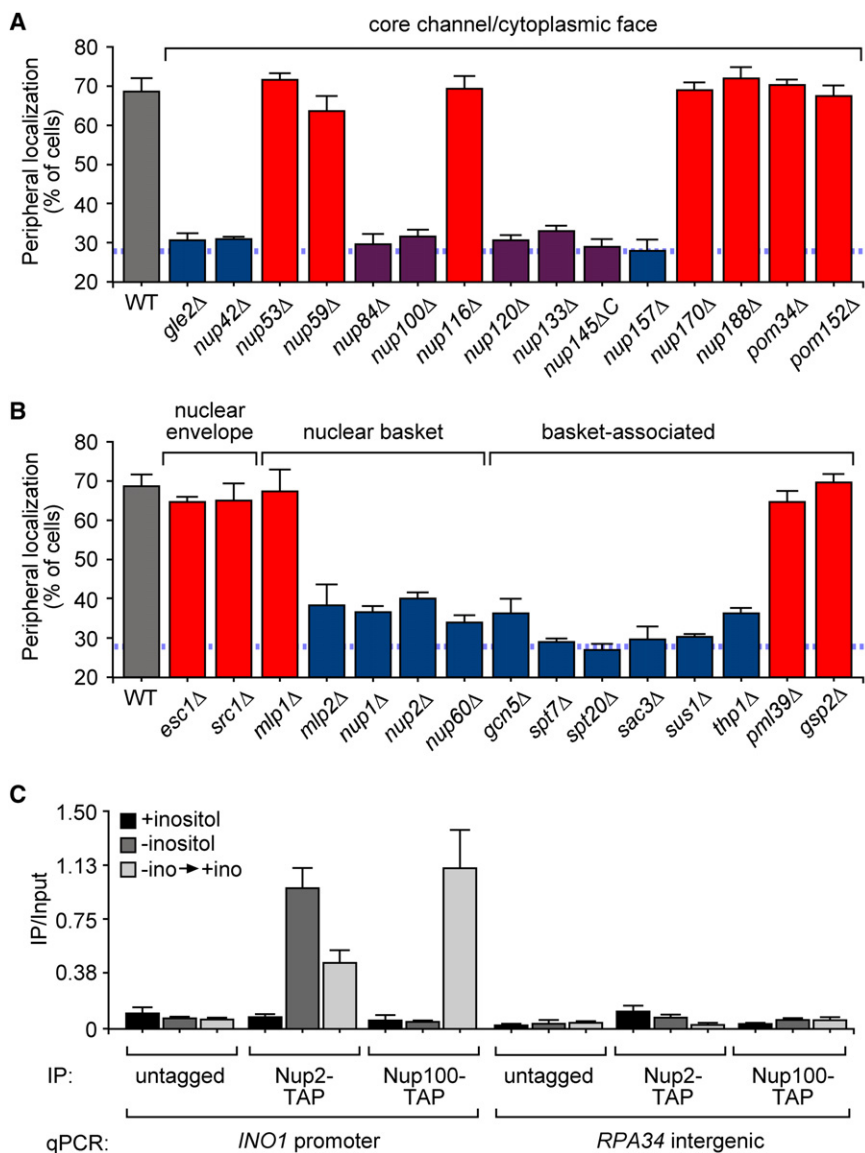 A
core channel/cytoplasmic face
Peripheral localization
(% of cells)
80
70
60
50
40
30
20
WT
gle2Δ
nup42Δ
nup53Δ
nup59Δ
nup84Δ
nup100Δ
nup116Δ
nup120Δ
nup133Δ
nup145ΔC
nup157Δ
nup170Δ
nup188Δ
pom34Δ
pom152Δ
B
nuclear
envelope
nuclear basket
basket-associated
Peripheral localization
(% of cells)
80
70
60
50
40
30
20
WT
esc1Δ
src1Δ
mlp1Δ
mlp2Δ
nup1Δ
nup2Δ
nup60Δ
gcn5Δ
spt7Δ
spt20Δ
sac3Δ
sus1Δ
thp1Δ
pml39Δ
gsp2Δ
C
+inositol
-inositol
-ino→+ino
IP/Input
1.50
1.13
0.75
0.38
0
IP: untagged Nup2-TAP Nup100-TAP untagged Nup2-TAP Nup100-TAP
qPCR: INO1 promoter RPA34 intergenic